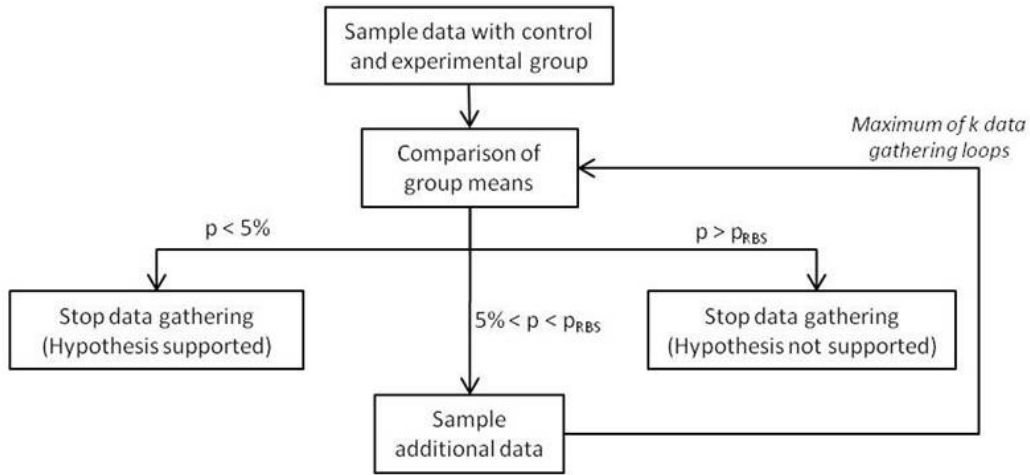 Sample data with control
and experimental group
Maximum of k data
gathering loops
Comparison of
group means
p < 5%
p > pRBS
Stop data gathering
(Hypothesis supported)
5% < p < pRBS
Stop data gathering
(Hypothesis not supported)
Sample
additional data